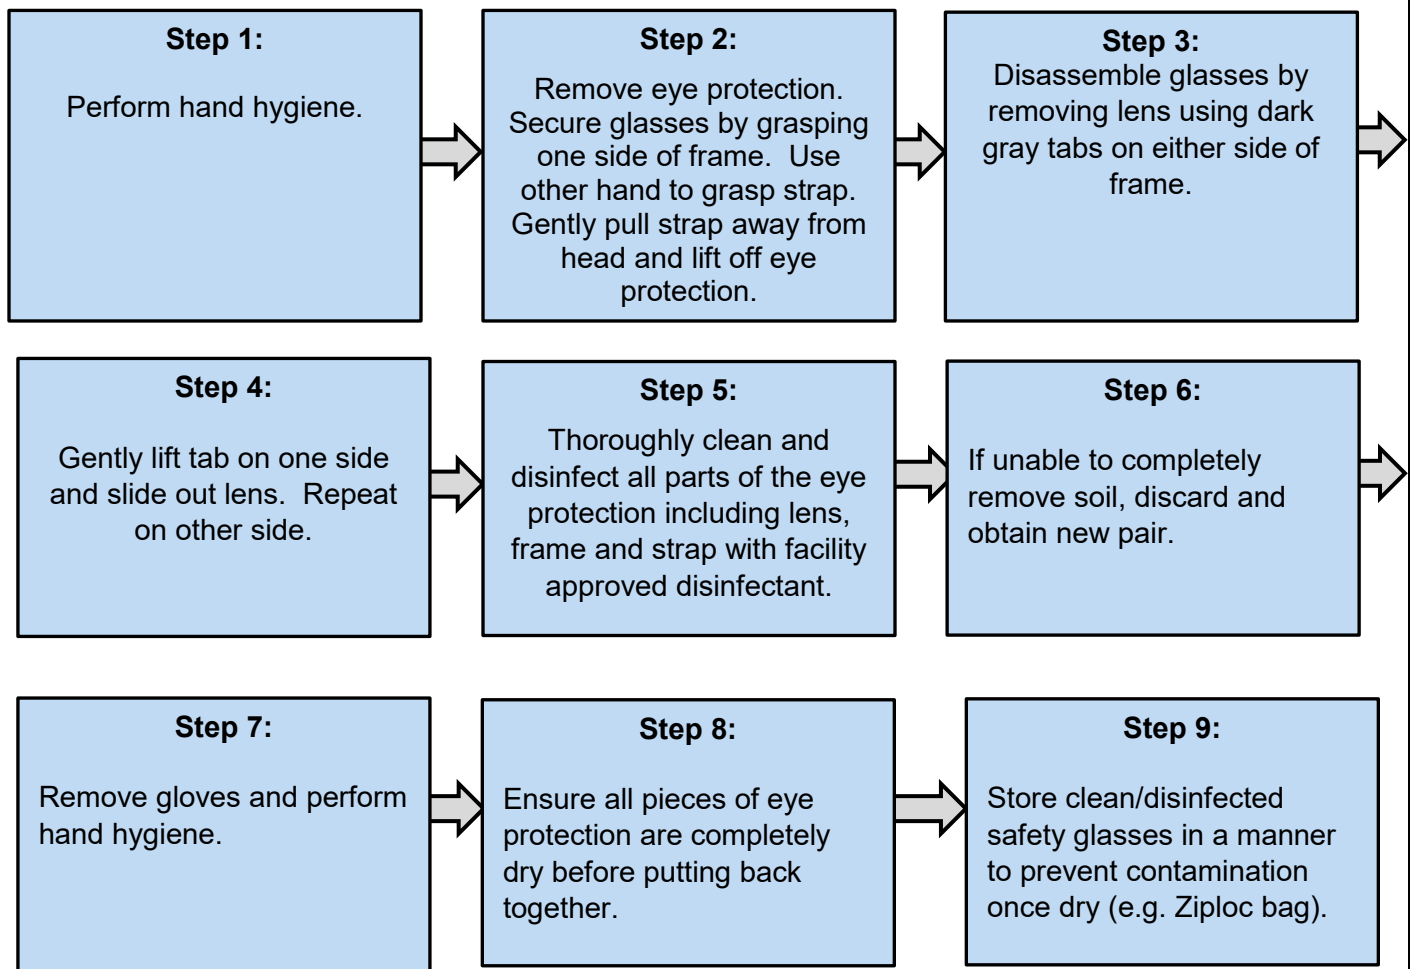 Step 1:
Perform hand hygiene.
Step 2:
Remove eye protection.
Secure glasses by grasping
one side of frame.  Use
other hand to grasp strap.
Gently pull strap away from
head and lift off eye
protection.
Step 3:
Disassemble glasses by
removing lens using dark
gray tabs on either side of
frame.
Step 4:
Gently lift tab on one side
and slide out lens.  Repeat
on other side.
Step 5:
Thoroughly clean and
disinfect all parts of the eye
protection including lens,
frame and strap with facility
approved disinfectant.
Step 6:
If unable to completely
remove soil, discard and
obtain new pair.
Step 7:
Remove gloves and perform
hand hygiene.
Step 8:
Ensure all pieces of eye
protection are completely
dry before putting back
together.
Step 9:
Store clean/disinfected
safety glasses in a manner
to prevent contamination
once dry (e.g. Ziploc bag).